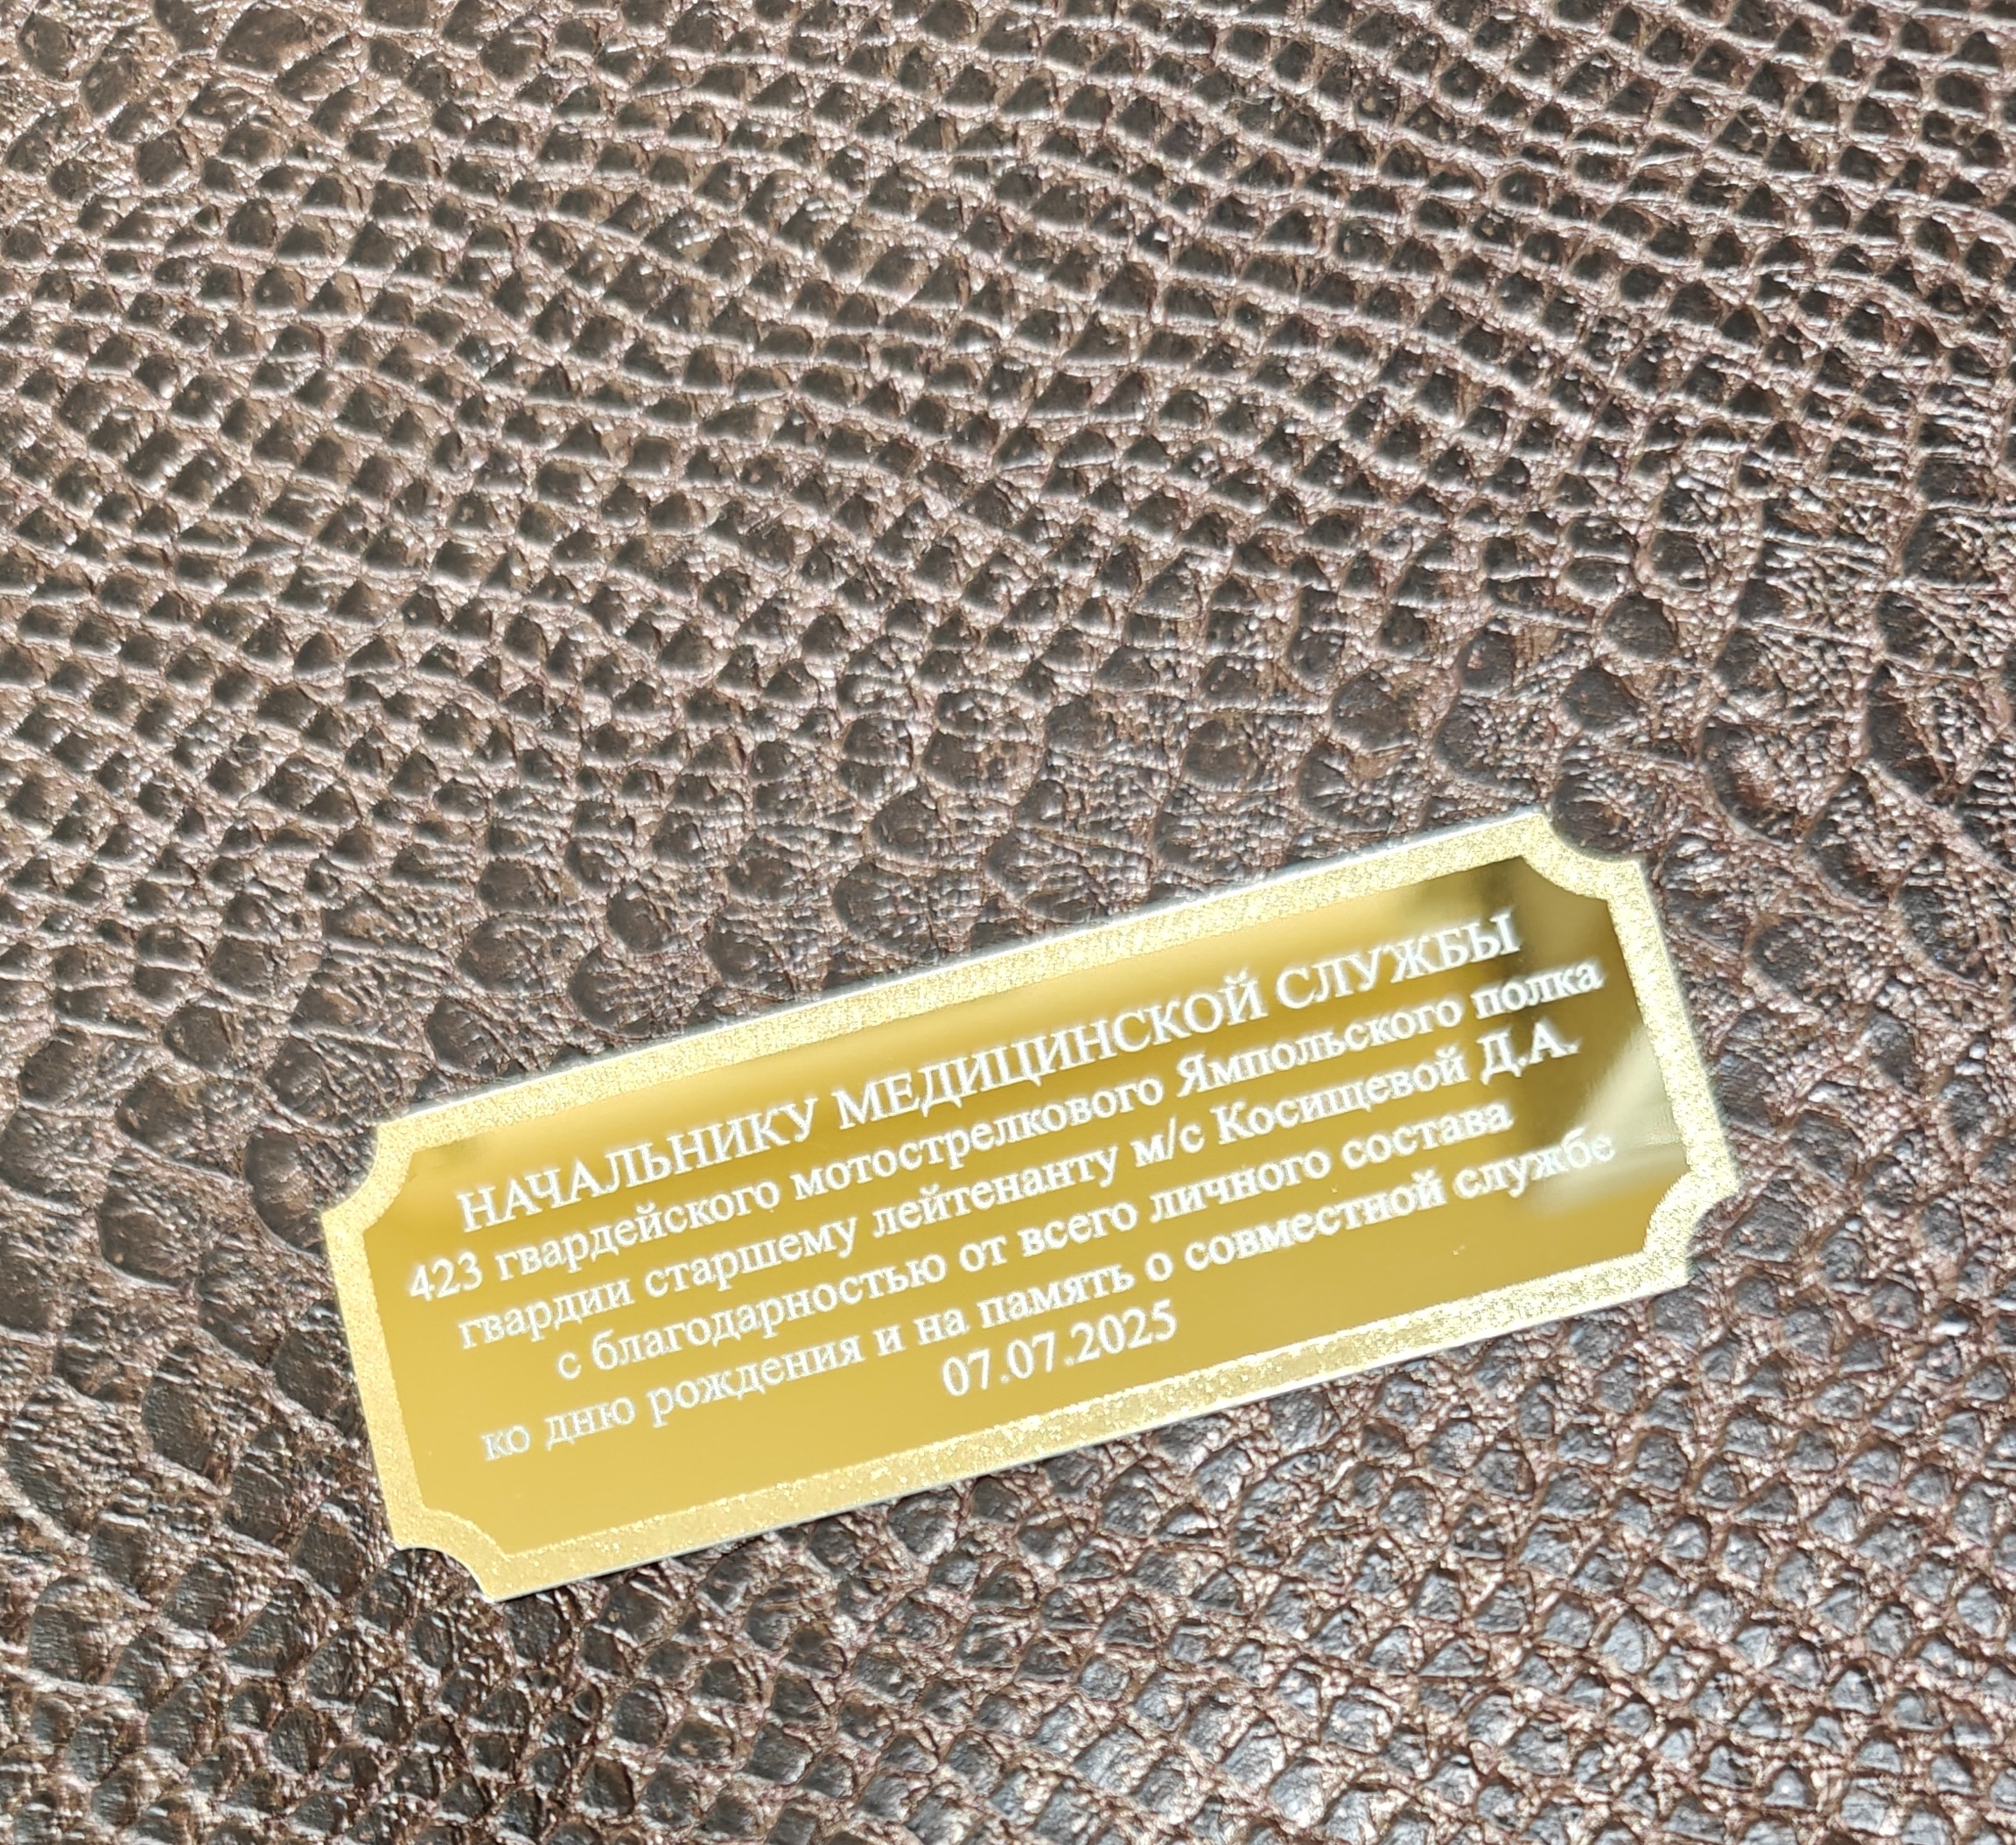 НАЧАЛЬНИКУ МЕДИЦИНСКОЙ СЛУЖБЫ
423 гвардейского мотострелкового Ямпольского полка
гвардии старшему лейтенанту м/с Косищевой Д.А.
с благодарностью от всего личного состава
ко дню рождения и на память о совместной службе
07.07.2025